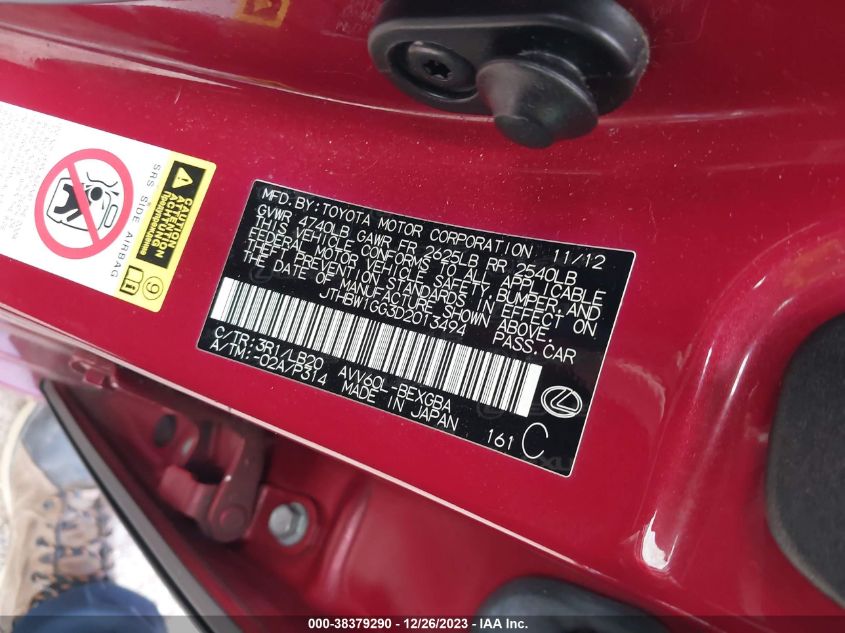 SRS SIDE AIRBAG
CAUTION
ATTENTION
ACHTUNG
MFD.BY:TOYOTA MOTOR CORPORATION 11/12
GVWR 4740LB GAWR FR 2625LB RR 2540LB
THIS VEHICLE CONFORMS TO ALL APPLICABLE
FEDERAL MOTOR VEHICLE SAFETY, BUMPER, AND
THEFT PREVENTION STANDARDS IN EFFECT ON
THE DATE OF MANUFACTURE SHOWN ABOVE.
JTHBW1GG3D2013494 PASS.CAR
C/TR:3R1/LB20 AVV60L-BEXGBA
A/TM:-02A/P314 MADE IN JAPAN
161 C
000-38379290 - 12/26/2023 - IAA Inc.